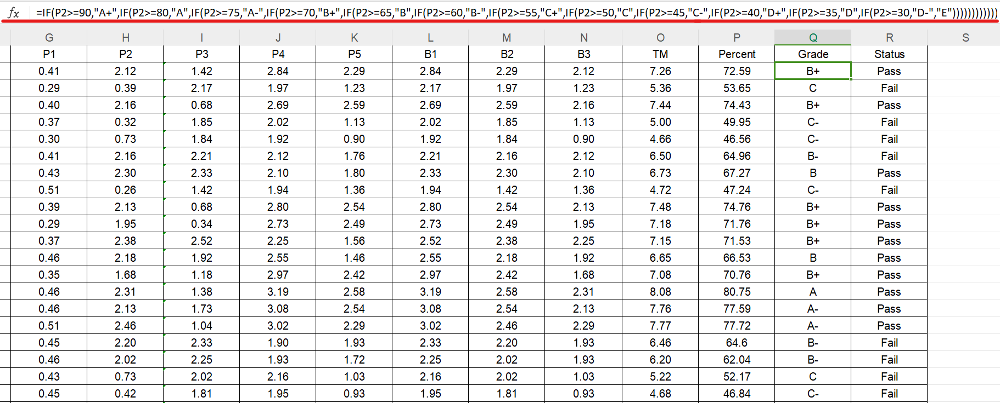 fx =IF(P2>=90,"A+",IF(P2>=80,"A",IF(P2>=75,"A-",IF(P2>=70,"B+",IF(P2>=65,"B",IF(P2>=60,"B-",IF(P2>=55,"C+",IF(P2>=50,"C",IF(P2>=45,"C-",IF(P2>=40,"D+",IF(P2>=35,"D",IF(P2>=30,"D-","E"))))))))))))
G H I J K L M N O P Q R S
P1 P2 P3 P4 P5 B1 B2 B3 TM Percent Grade Status
0.41 2.12 1.42 2.84 2.29 2.84 2.29 2.12 7.26 72.59 B+ Pass
0.29 0.39 2.17 1.97 1.23 2.17 1.97 1.23 5.36 53.65 C Fail
0.40 2.16 0.68 2.69 2.59 2.69 2.59 2.16 7.44 74.43 B+ Pass
0.37 0.32 1.85 2.02 1.13 2.02 1.85 1.13 5.00 49.95 C- Fail
0.30 0.73 1.84 1.92 0.90 1.92 1.84 0.90 4.66 46.56 C- Fail
0.41 2.16 2.21 2.12 1.76 2.21 2.16 2.12 6.50 64.96 B- Fail
0.43 2.30 2.33 2.10 1.80 2.33 2.30 2.10 6.73 67.27 B Pass
0.51 0.26 1.42 1.94 1.36 1.94 1.42 1.36 4.72 47.24 C- Fail
0.39 2.13 0.68 2.80 2.54 2.80 2.54 2.13 7.48 74.76 B+ Pass
0.29 1.95 0.34 2.73 2.49 2.73 2.49 1.95 7.18 71.76 B+ Pass
0.37 2.38 2.52 2.25 1.56 2.52 2.38 2.25 7.15 71.53 B+ Pass
0.46 2.18 1.92 2.55 1.46 2.55 2.18 1.92 6.65 66.53 B Pass
0.35 1.68 1.18 2.97 2.42 2.97 2.42 1.68 7.08 70.76 B+ Pass
0.46 2.31 1.38 3.19 2.58 3.19 2.58 2.31 8.08 80.75 A Pass
0.46 2.13 1.73 3.08 2.54 3.08 2.54 2.13 7.76 77.59 A- Pass
0.51 2.46 1.04 3.02 2.29 3.02 2.46 2.29 7.77 77.72 A- Pass
0.45 2.20 2.33 1.90 1.93 2.33 2.20 1.93 6.46 64.6 B- Fail
0.46 2.02 2.25 1.93 1.72 2.25 2.02 1.93 6.20 62.04 B- Fail
0.43 0.73 2.02 2.16 1.03 2.16 2.02 1.03 5.22 52.17 C Fail
0.45 0.42 1.81 1.95 0.93 1.95 1.81 0.93 4.68 46.84 C- Fail